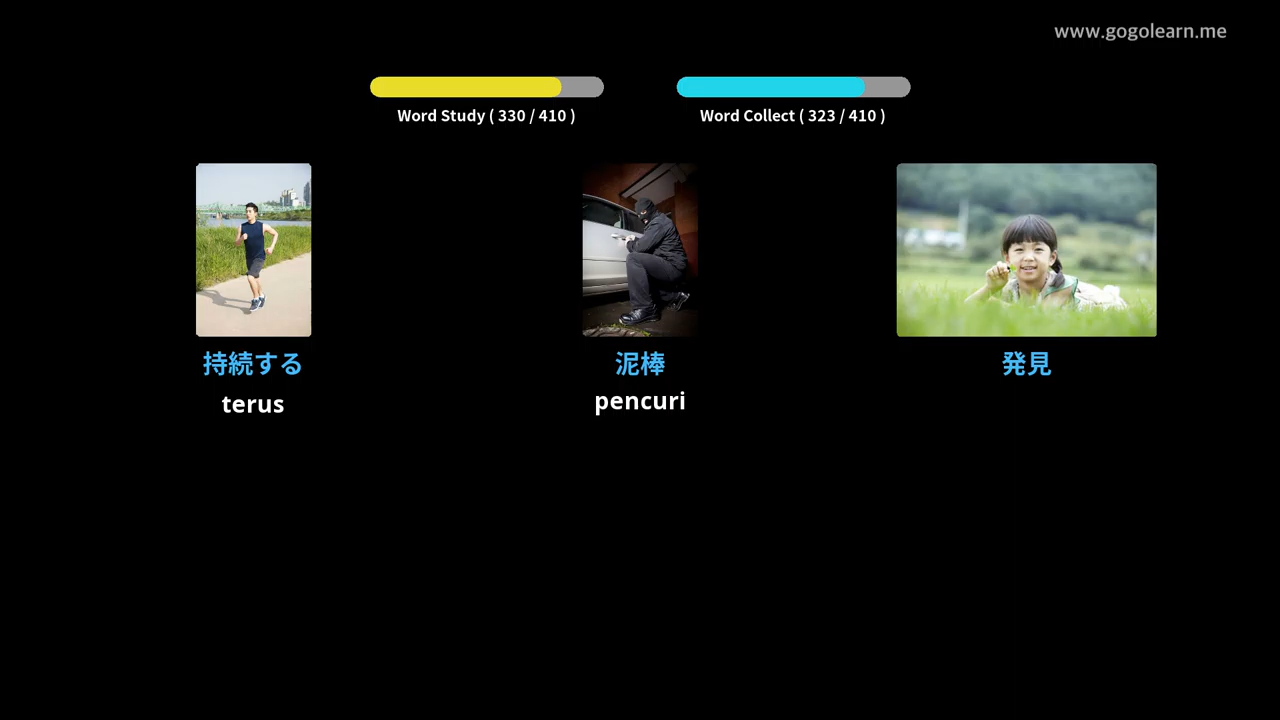 www.gogolearn.me
Word Study ( 330 / 410 )
Word Collect ( 323 / 410 )
持続する
泥棒
発見
terus
pencuri